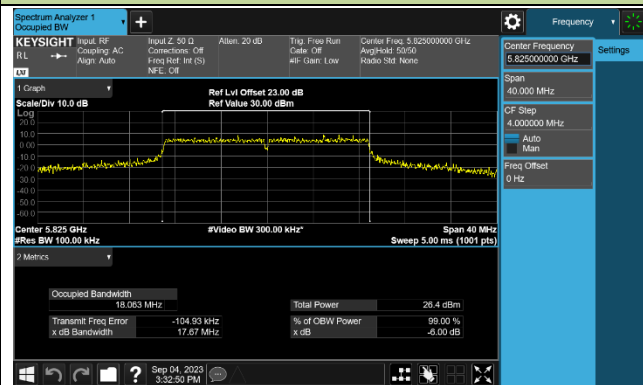 Spectrum Analyzer 1
Occupied BW
+
Frequency
KEYSIGHT
RL
LXI
Input: RF
Coupling: AC
Align: Auto
Input Z: 50 Ω
Corrections: Off
Freq Ref: Int (S)
NFE: Off
Atten: 20 dB
Trig: Free Run
Gate: Off
#IF Gain: Low
Center Freq: 5.825000000 GHz
Avg|Hold: 50/50
Radio Std: None
Center Frequency
5.825000000 GHz
Settings
Span
40.000 MHz
CF Step
4.000000 MHz
Auto
Man
Freq Offset
0 Hz
1 Graph
Scale/Div 10.0 dB
Ref Lvl Offset 23.00 dB
Ref Value 30.00 dBm
Log
20.0
10.0
0.00
-10.0
-20.0
-30.0
-40.0
-50.0
-60.0
Center 5.825 GHz
#Res BW 100.00 kHz
#Video BW 300.00 kHz*
Span 40 MHz
Sweep 5.00 ms (1001 pts)
2 Metrics
Occupied Bandwidth
18.063 MHz
Total Power 26.4 dBm
Transmit Freq Error -104.93 kHz
% of OBW Power 99.00 %
x dB Bandwidth 17.67 MHz
x dB -6.00 dB
?
Sep 04, 2023
3:32:50 PM